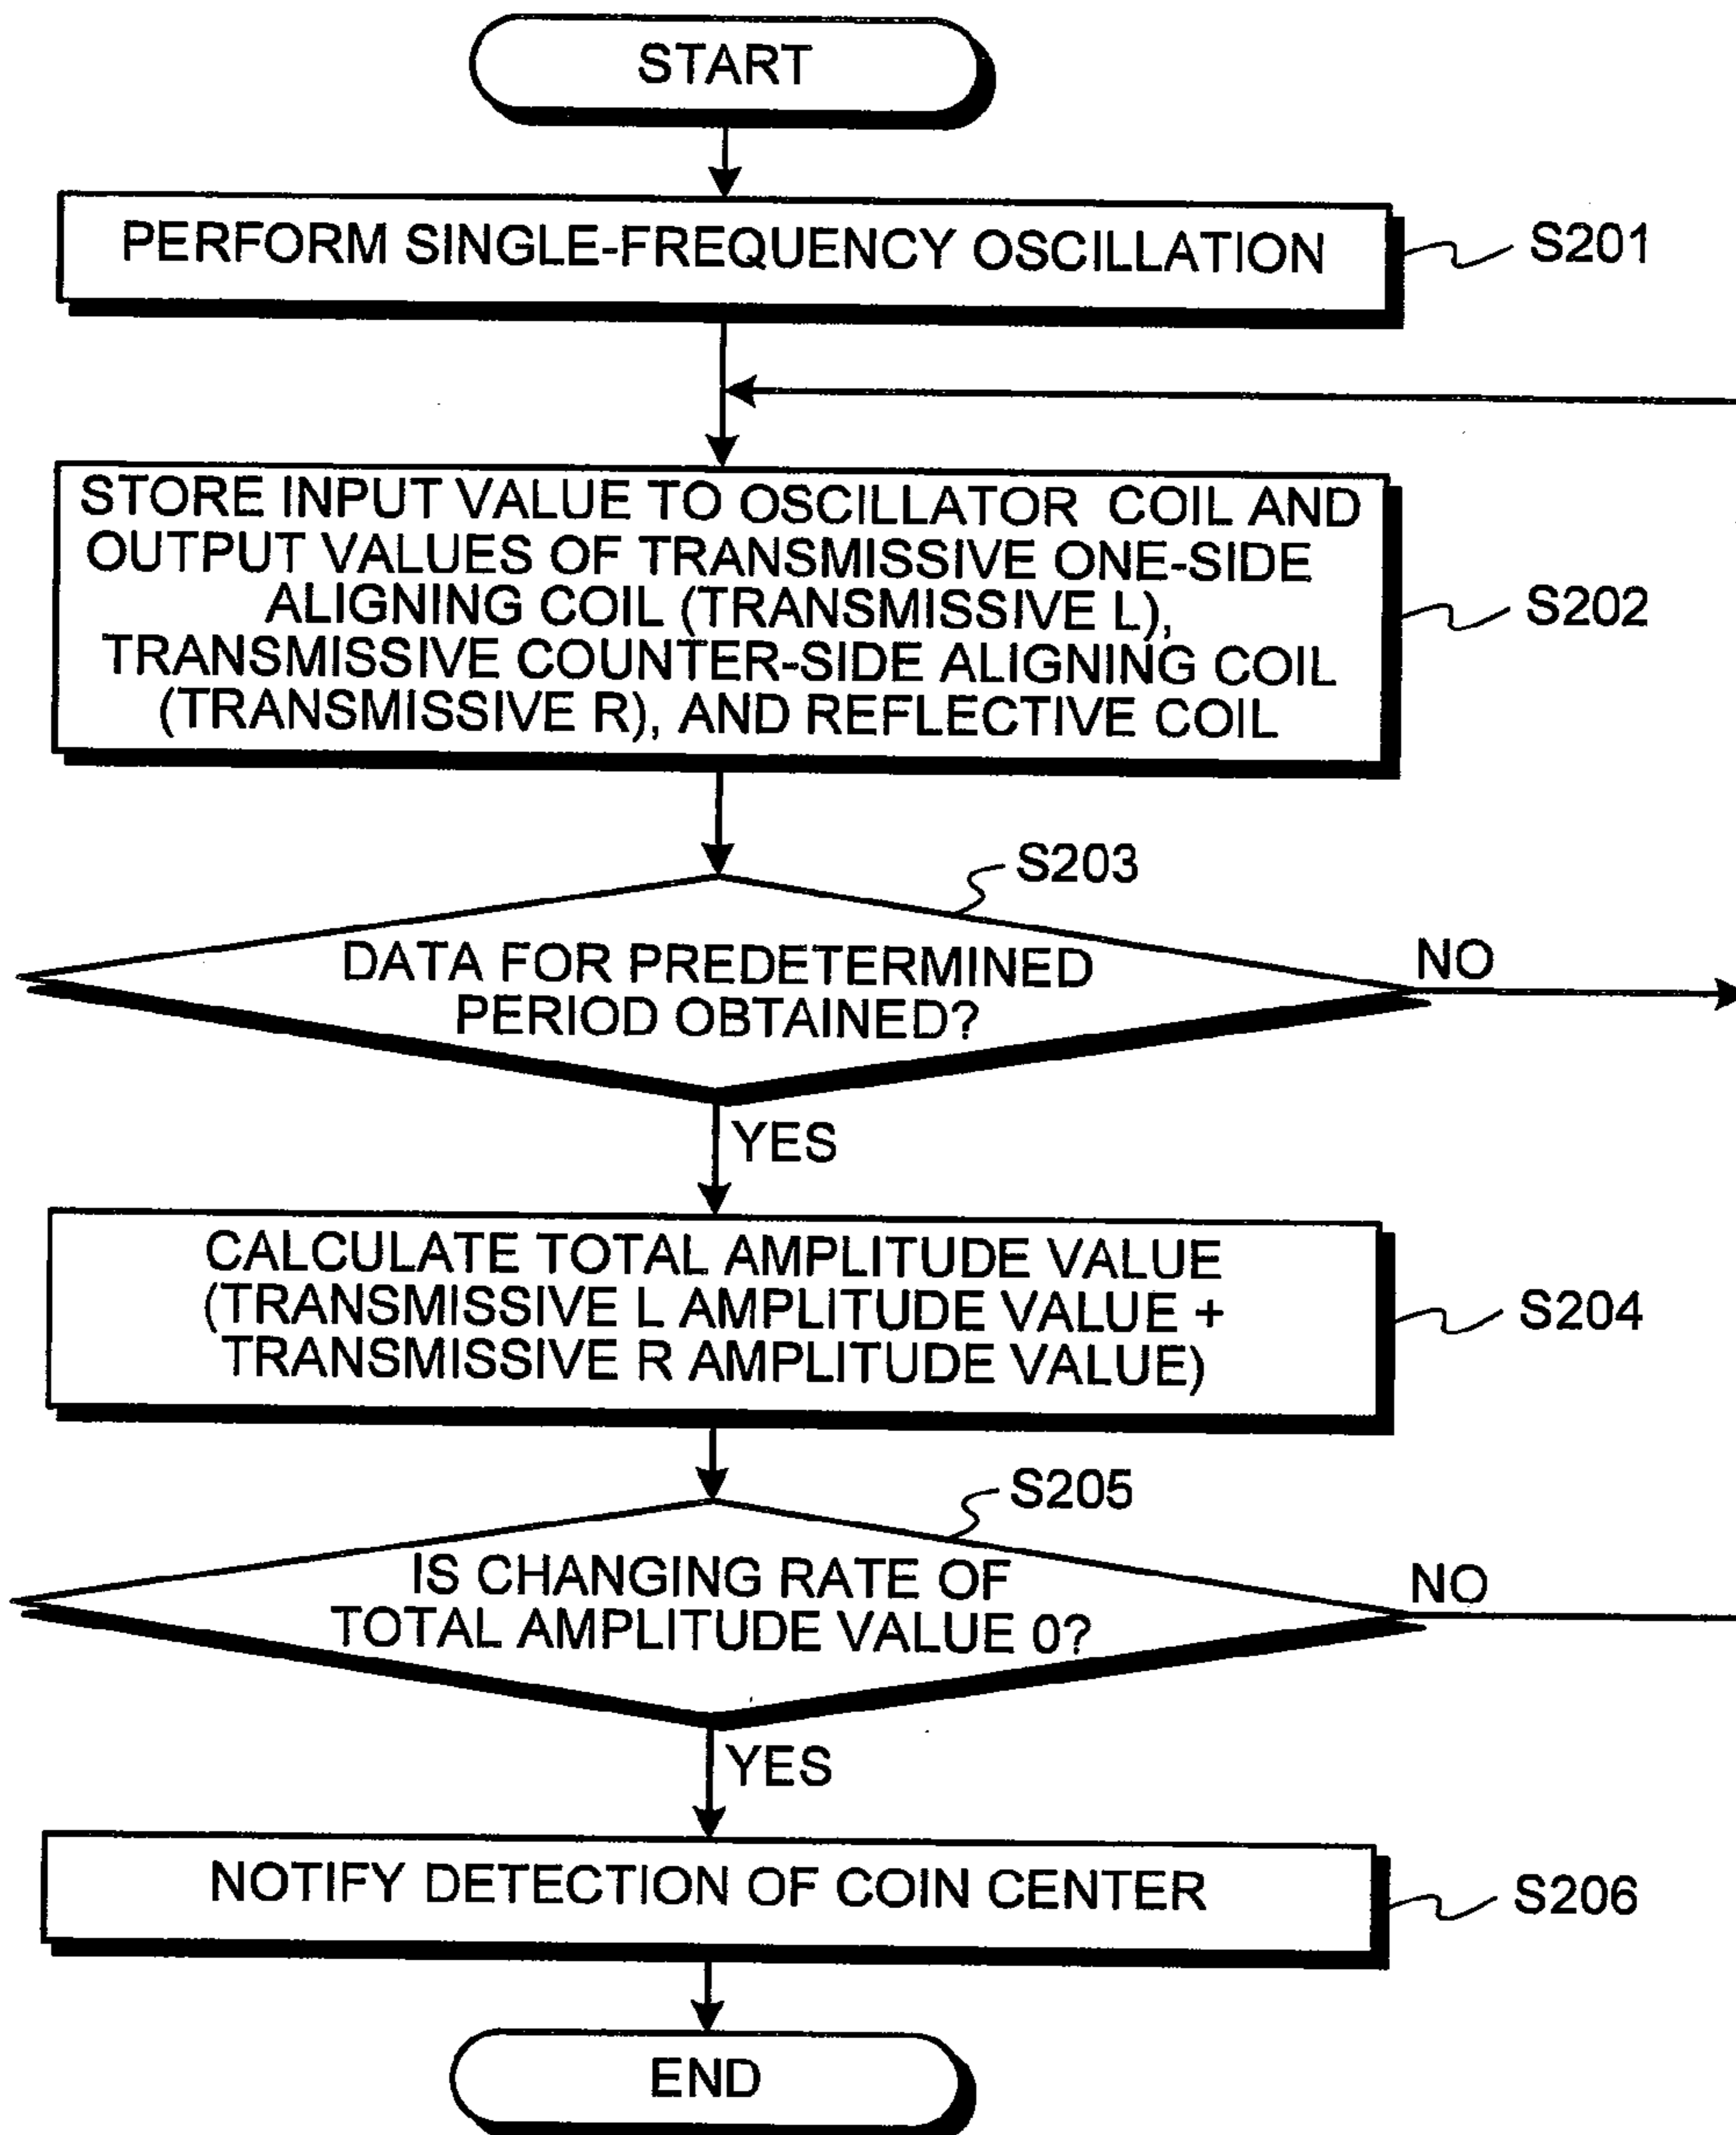 START
PERFORM SINGLE-FREQUENCY OSCILLATION
S201
STORE INPUT VALUE TO OSCILLATOR COIL AND
OUTPUT VALUES OF TRANSMISSIVE ONE-SIDE
ALIGNING COIL (TRANSMISSIVE L),
TRANSMISSIVE COUNTER-SIDE ALIGNING COIL
(TRANSMISSIVE R), AND REFLECTIVE COIL
S202
S203
DATA FOR PREDETERMINED
PERIOD OBTAINED?
NO
YES
CALCULATE TOTAL AMPLITUDE VALUE
(TRANSMISSIVE L AMPLITUDE VALUE +
TRANSMISSIVE R AMPLITUDE VALUE)
S204
S205
IS CHANGING RATE OF
TOTAL AMPLITUDE VALUE 0?
NO
YES
NOTIFY DETECTION OF COIN CENTER
S206
END